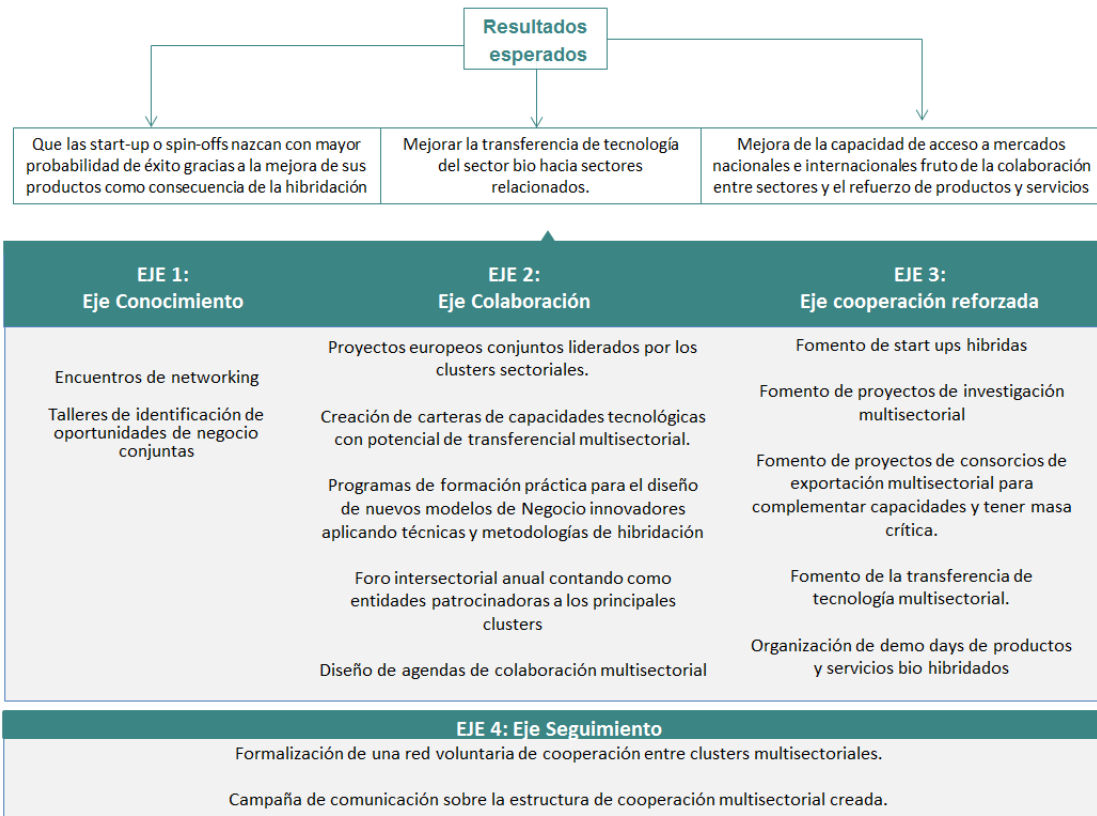 Resultados
esperados
Que las start-up o spin-offs nazcan con mayor
probabilidad de éxito gracias a la mejora de sus
productos como consecuencia de la hibridación
Mejorar la transferencia de tecnología
del sector bio hacia sectores
relacionados.
Mejora de la capacidad de acceso a mercados
nacionales e internacionales fruto de la colaboración
entre sectores y el refuerzo de productos y servicios
EJE 1:
Eje Conocimiento
Encuentros de networking
Talleres de identificación de
oportunidades de negocio
conjuntas
EJE 2:
Eje Colaboración
Proyectos europeos conjuntos liderados por los
clusters sectoriales.
Creación de carteras de capacidades tecnológicas
con potencial de transferencial multisectorial.
Programas de formación práctica para el diseño
de nuevos modelos de Negocio innovadores
aplicando técnicas y metodologías de hibridación
Foro intersectorial anual contando como
entidades patrocinadoras a los principales
clusters
Diseño de agendas de colaboración multisectorial
EJE 3:
Eje cooperación reforzada
Fomento de start ups hibridas
Fomento de proyectos de investigación
multisectorial
Fomento de proyectos de consorcios de
exportación multisectorial para
complementar capacidades y tener masa
crítica.
Fomento de la transferencia de
tecnología multisectorial.
Organización de demo days de productos
y servicios bio hibridados
EJE 4: Eje Seguimiento
Formalización de una red voluntaria de cooperación entre clusters multisectoriales.
Campaña de comunicación sobre la estructura de cooperación multisectorial creada.